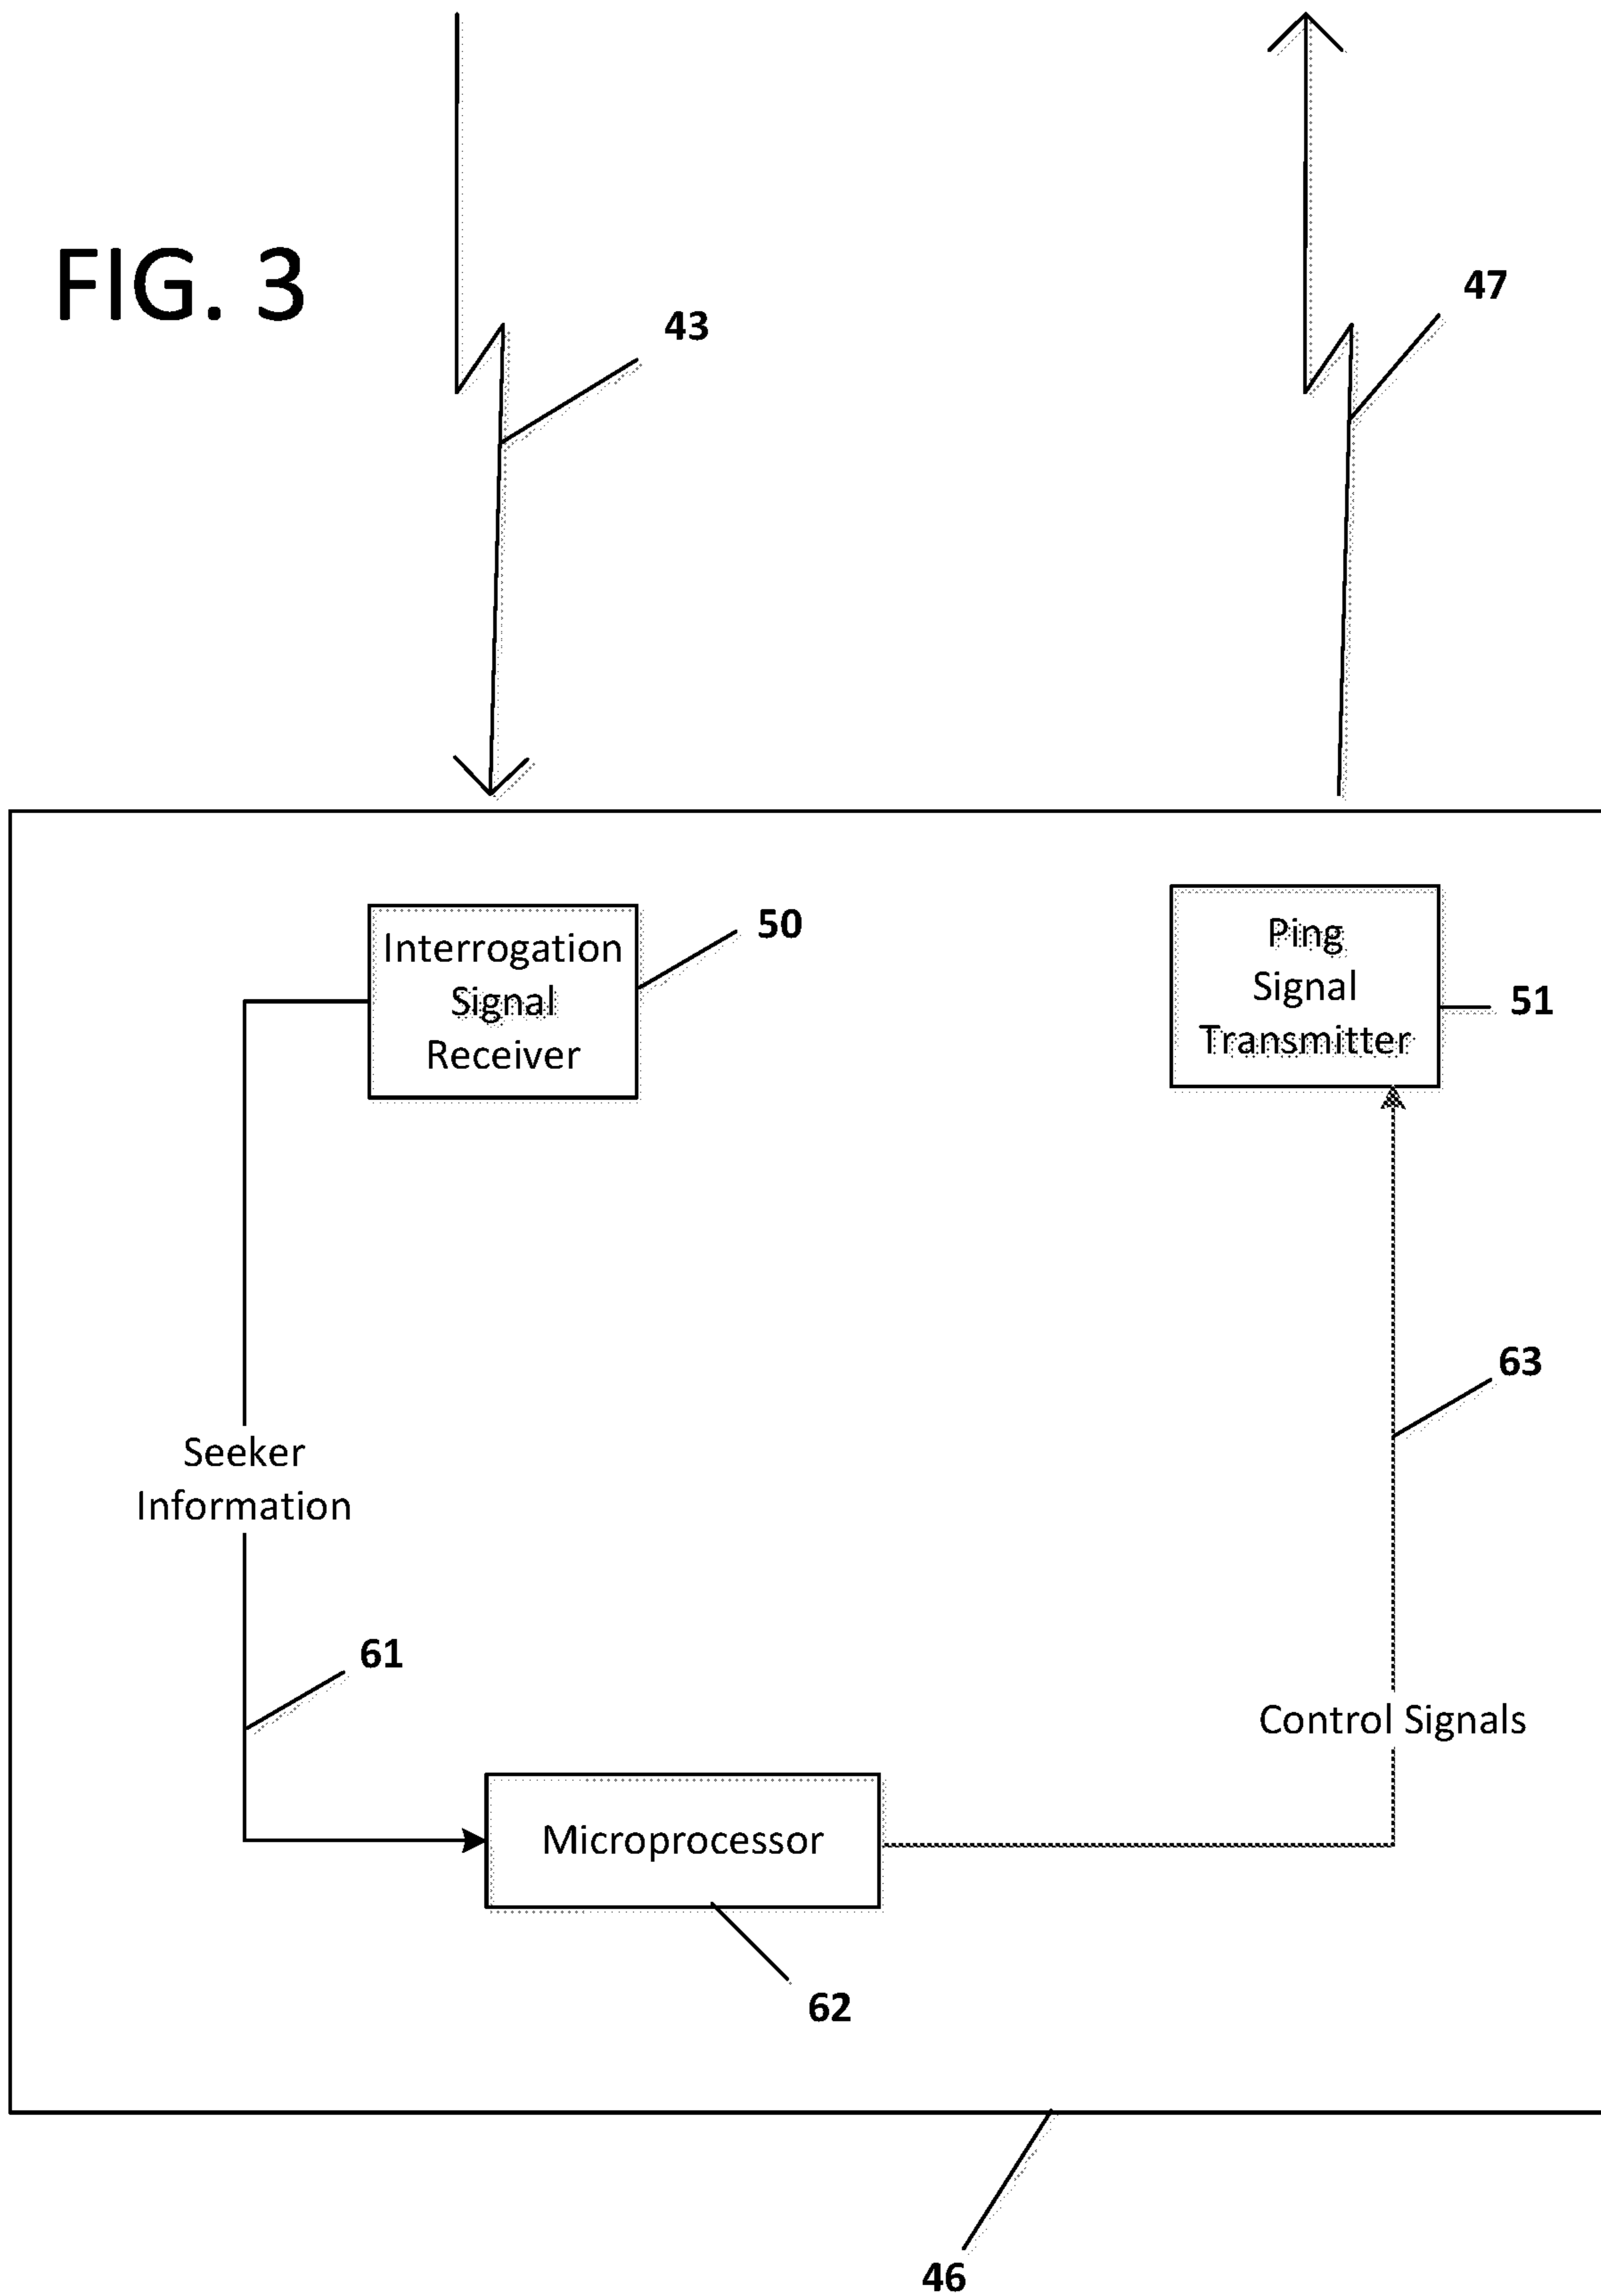 FIG. 3
43
47
Interrogation
Signal
Receiver
50
Ping
Signal
Transmitter
51
63
Seeker
Information
61
Control Signals
Microprocessor
62
46